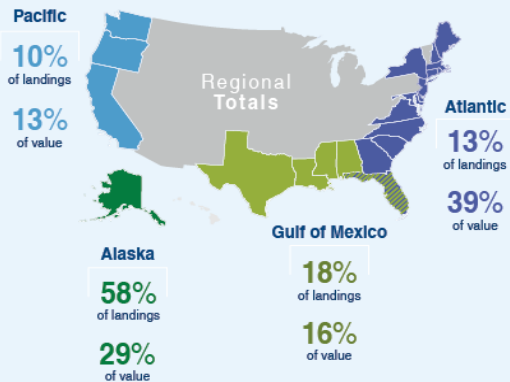 Pacific
10%
of landings
13%
of value
Regional
Totals
Atlantic
13%
of landings
39%
of value
Gulf of Mexico
18%
of landings
16%
of value
Alaska
58%
of landings
29%
of value